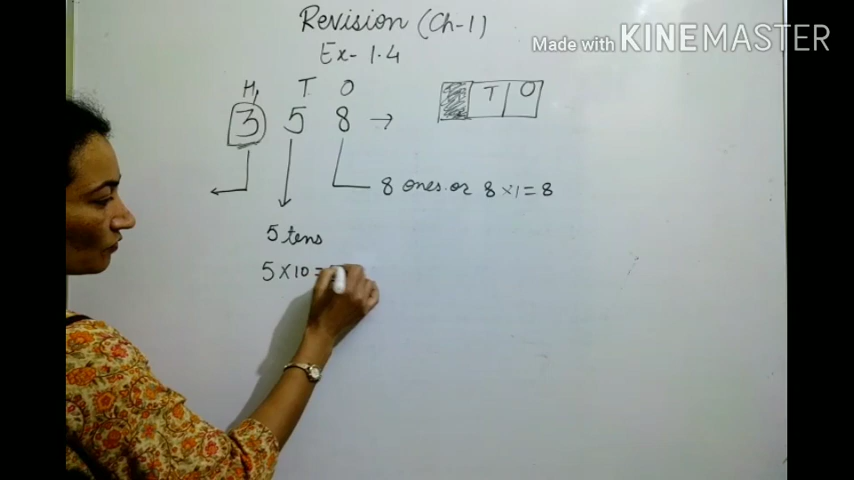 Revision (Ch-1)
Made with KINEMASTER
Ex- 1.4
H T O
3 5 8 →
T O
8 ones or 8 ×1 = 8
5 tens
5 × 10 =